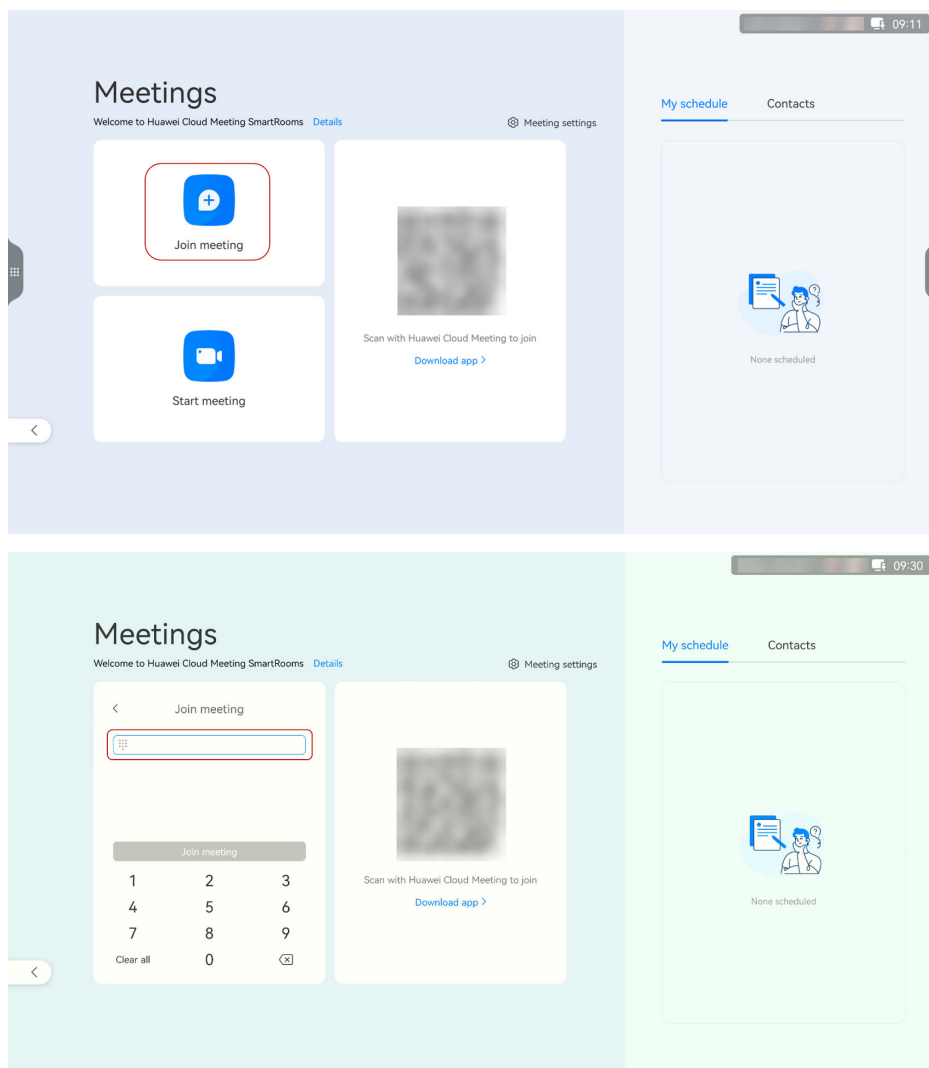 09:11
Meetings
Welcome to Huawei Cloud Meeting SmartRooms Details
Meeting settings
My schedule Contacts
Join meeting
Scan with Huawei Cloud Meeting to join
Download app >
None scheduled
Start meeting
09:30
Meetings
Welcome to Huawei Cloud Meeting SmartRooms Details
Meeting settings
My schedule Contacts
Join meeting
Join meeting
1 2 3
4 5 6
7 8 9
Clear all 0
Scan with Huawei Cloud Meeting to join
Download app >
None scheduled